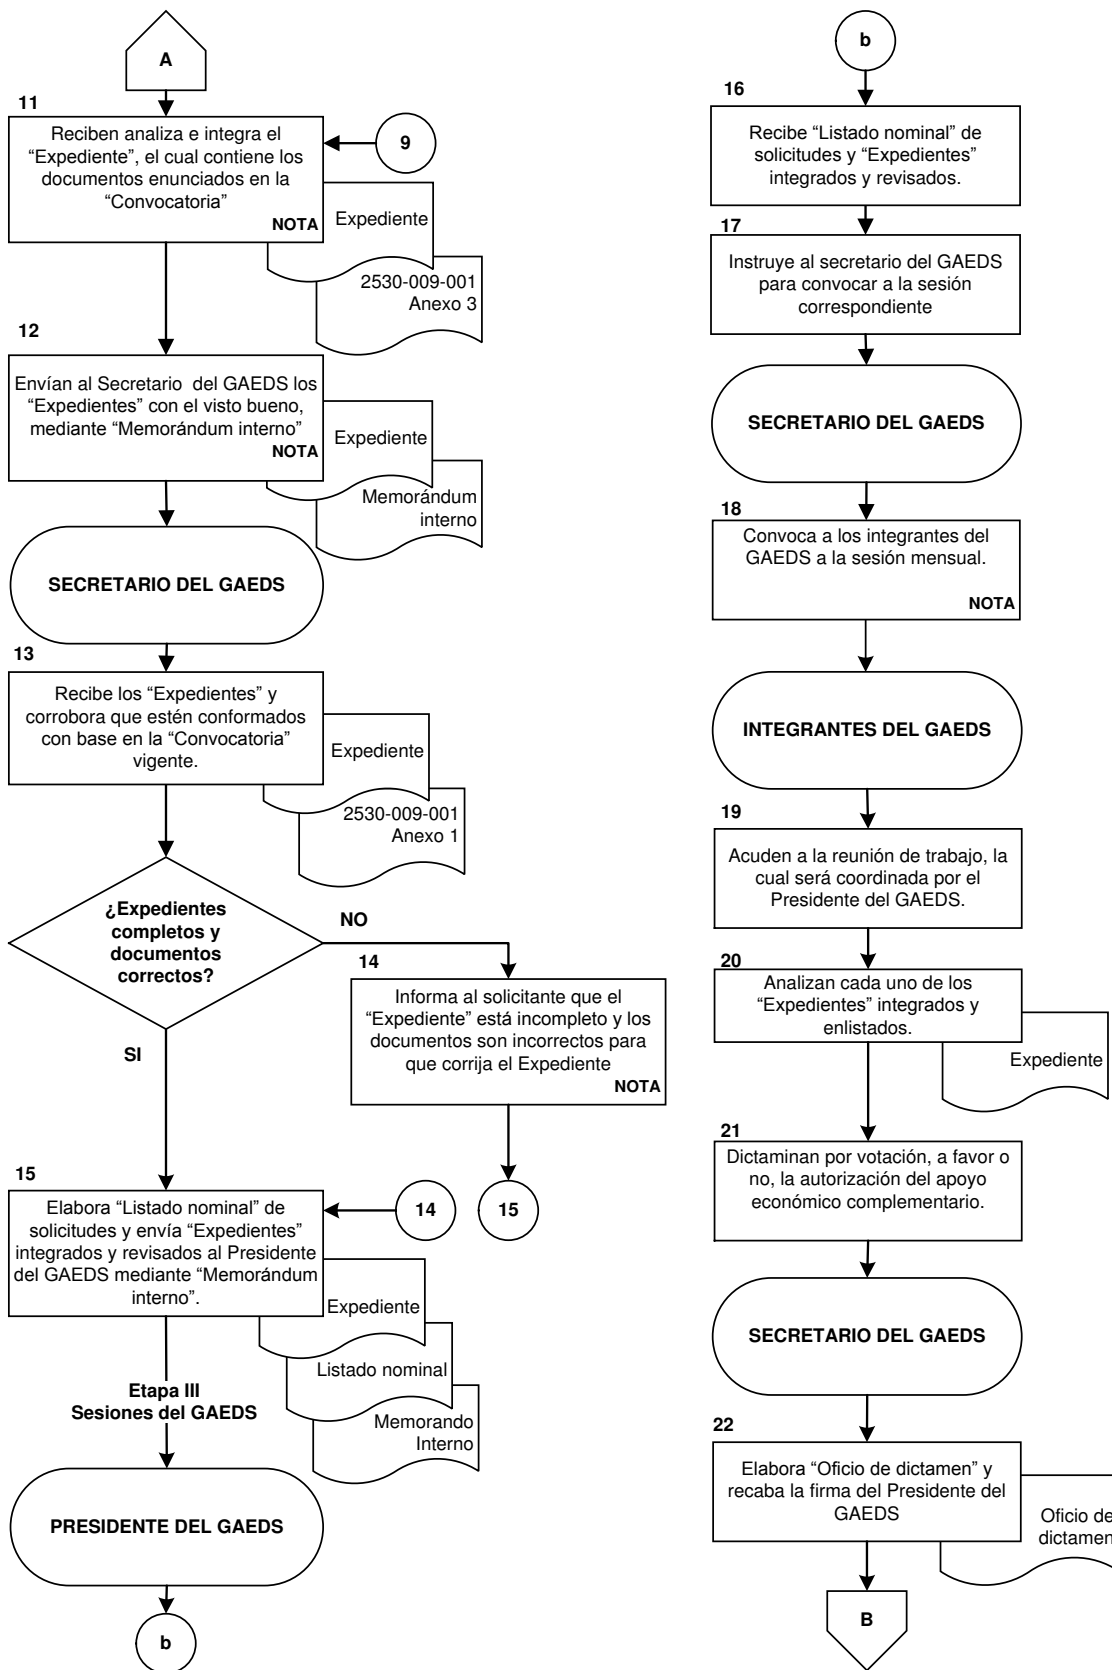 A
11
Reciben analiza e integra el
“Expediente”, el cual contiene los
documentos enunciados en la
“Convocatoria”
NOTA
9
Expediente
2530-009-001
Anexo 3
12
Envían al Secretario del GAEDS los
“Expedientes” con el visto bueno,
mediante “Memorándum interno”
NOTA
Expediente
Memorándum
interno
SECRETARIO DEL GAEDS
13
Recibe los “Expedientes” y
corrobora que estén conformados
con base en la “Convocatoria”
vigente.
Expediente
2530-009-001
Anexo 1
¿Expedientes
completos y
documentos
correctos?
NO
14
Informa al solicitante que el
“Expediente” está incompleto y los
documentos son incorrectos para
que corrija el Expediente
NOTA
15
SI
15
Elabora “Listado nominal” de
solicitudes y envía “Expedientes”
integrados y revisados al Presidente
del GAEDS mediante “Memorándum
interno”.
14
Expediente
Listado nominal
Memorando
Interno
Etapa III
Sesiones del GAEDS
PRESIDENTE DEL GAEDS
b
b
16
Recibe “Listado nominal” de
solicitudes y “Expedientes”
integrados y revisados.
17
Instruye al secretario del GAEDS
para convocar a la sesión
correspondiente
SECRETARIO DEL GAEDS
18
Convoca a los integrantes del
GAEDS a la sesión mensual.
NOTA
INTEGRANTES DEL GAEDS
19
Acuden a la reunión de trabajo, la
cual será coordinada por el
Presidente del GAEDS.
20
Analizan cada uno de los
“Expedientes” integrados y
enlistados.
Expediente
21
Dictaminan por votación, a favor o
no, la autorización del apoyo
económico complementario.
SECRETARIO DEL GAEDS
22
Elabora “Oficio de dictamen” y
recaba la firma del Presidente del
GAEDS
Oficio de
dictamen
B